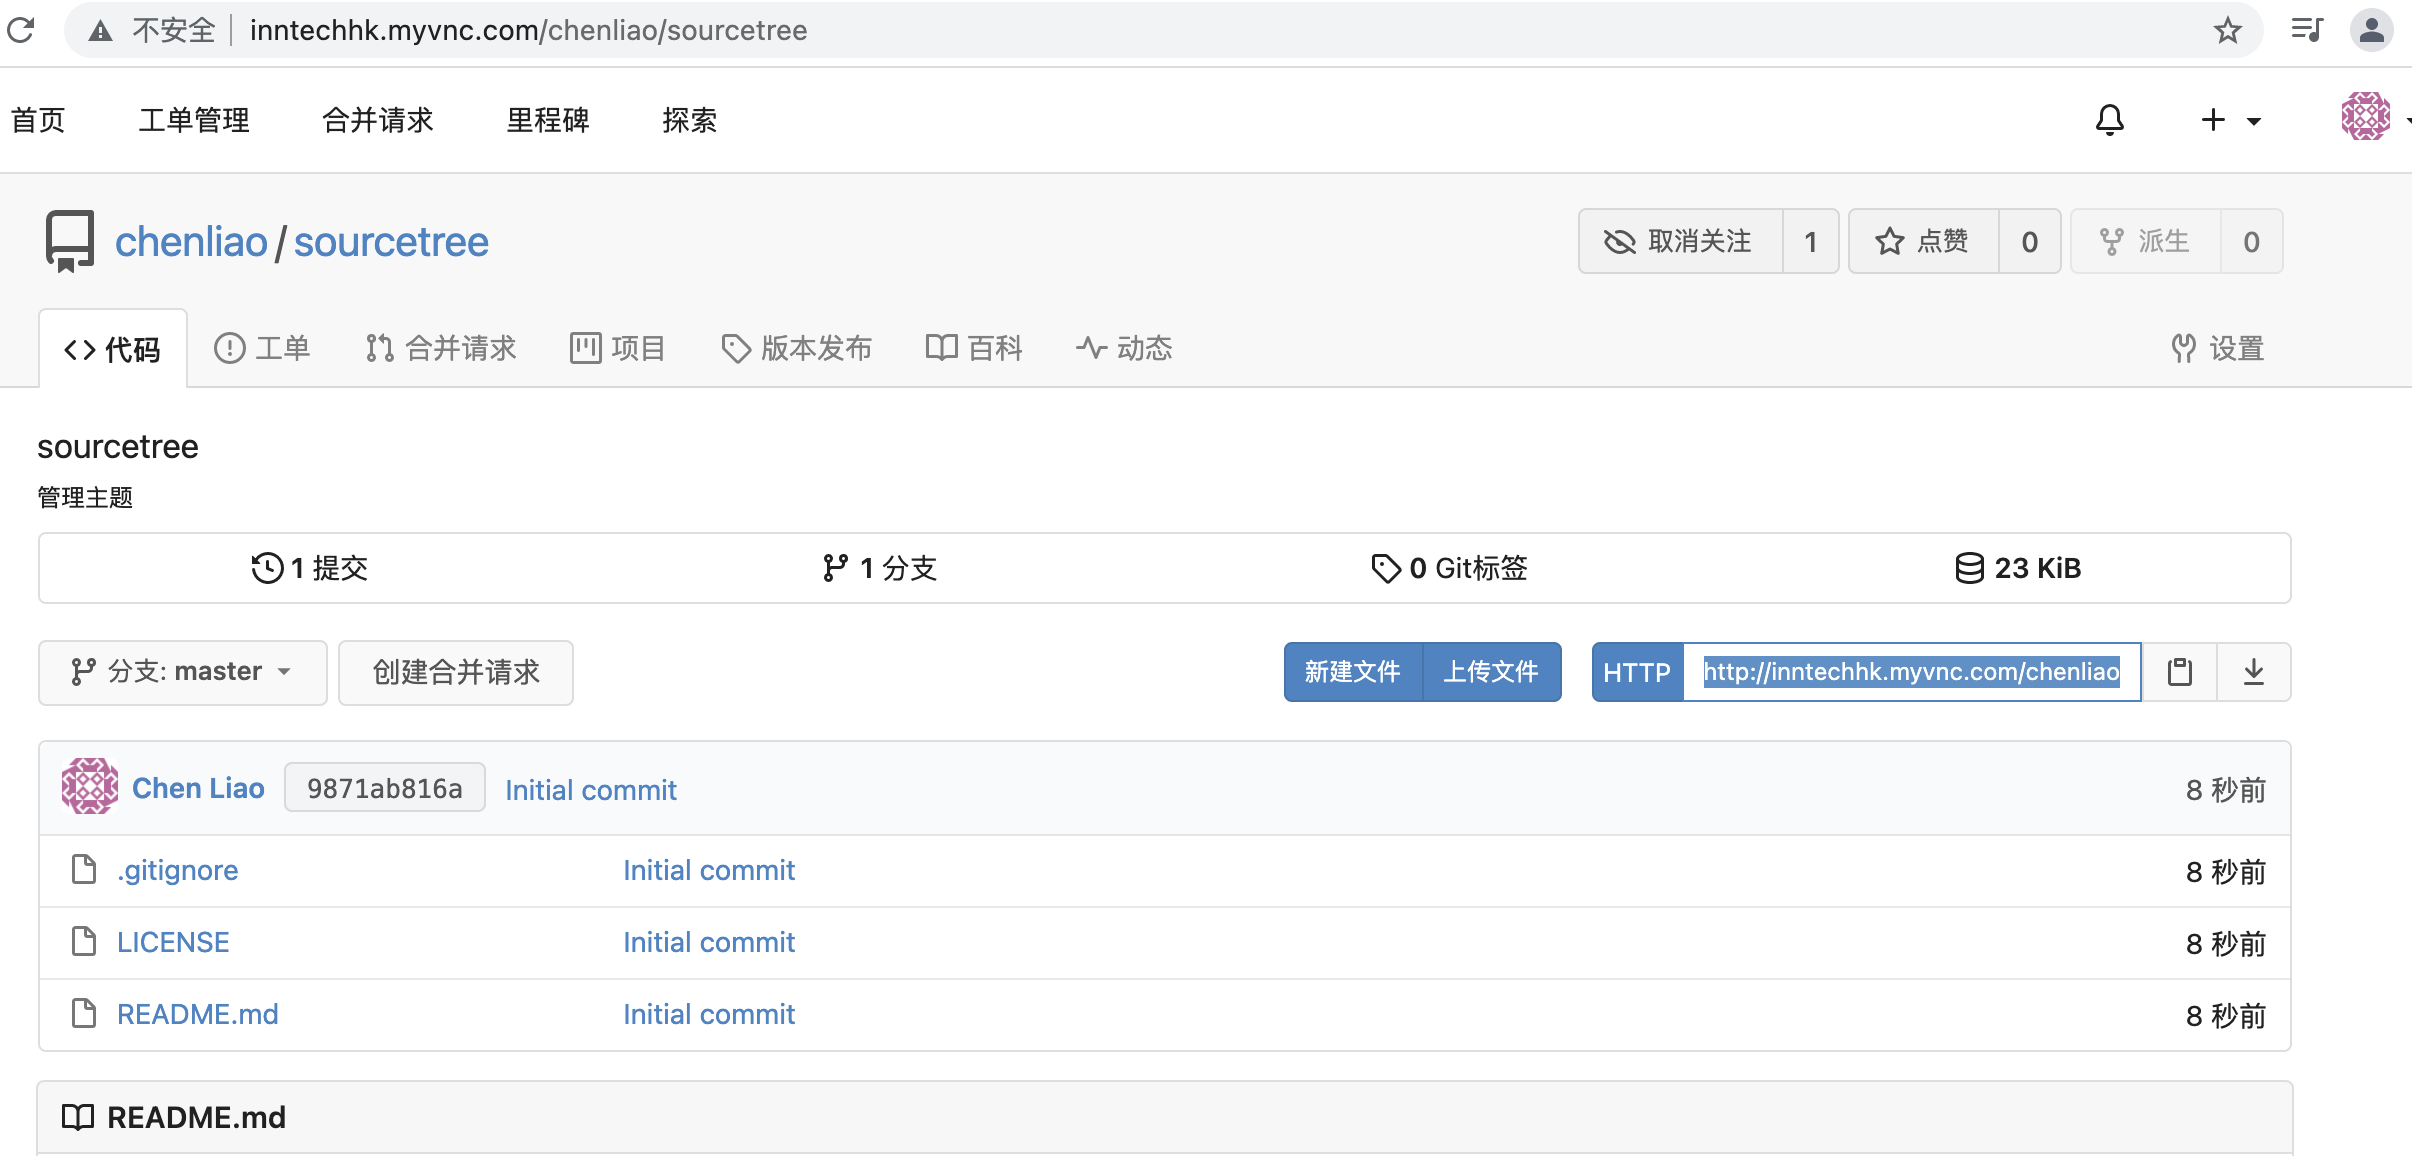 不安全 inntechhk.myvnc.com/chenliao/sourcetree
首页 工单管理 合并请求 里程碑 探索
chenliao / sourcetree 取消关注 1 点赞 0 派生 0
代码 工单 合并请求 项目 版本发布 百科 动态 设置
sourcetree
管理主题
1 提交 1 分支 0 Git标签 23 KiB
分支: master 创建合并请求 新建文件 上传文件 HTTP http://inntechhk.myvnc.com/chenliao
Chen Liao 9871ab816a Initial commit 8 秒前
.gitignore Initial commit 8 秒前
LICENSE Initial commit 8 秒前
README.md Initial commit 8 秒前
README.md